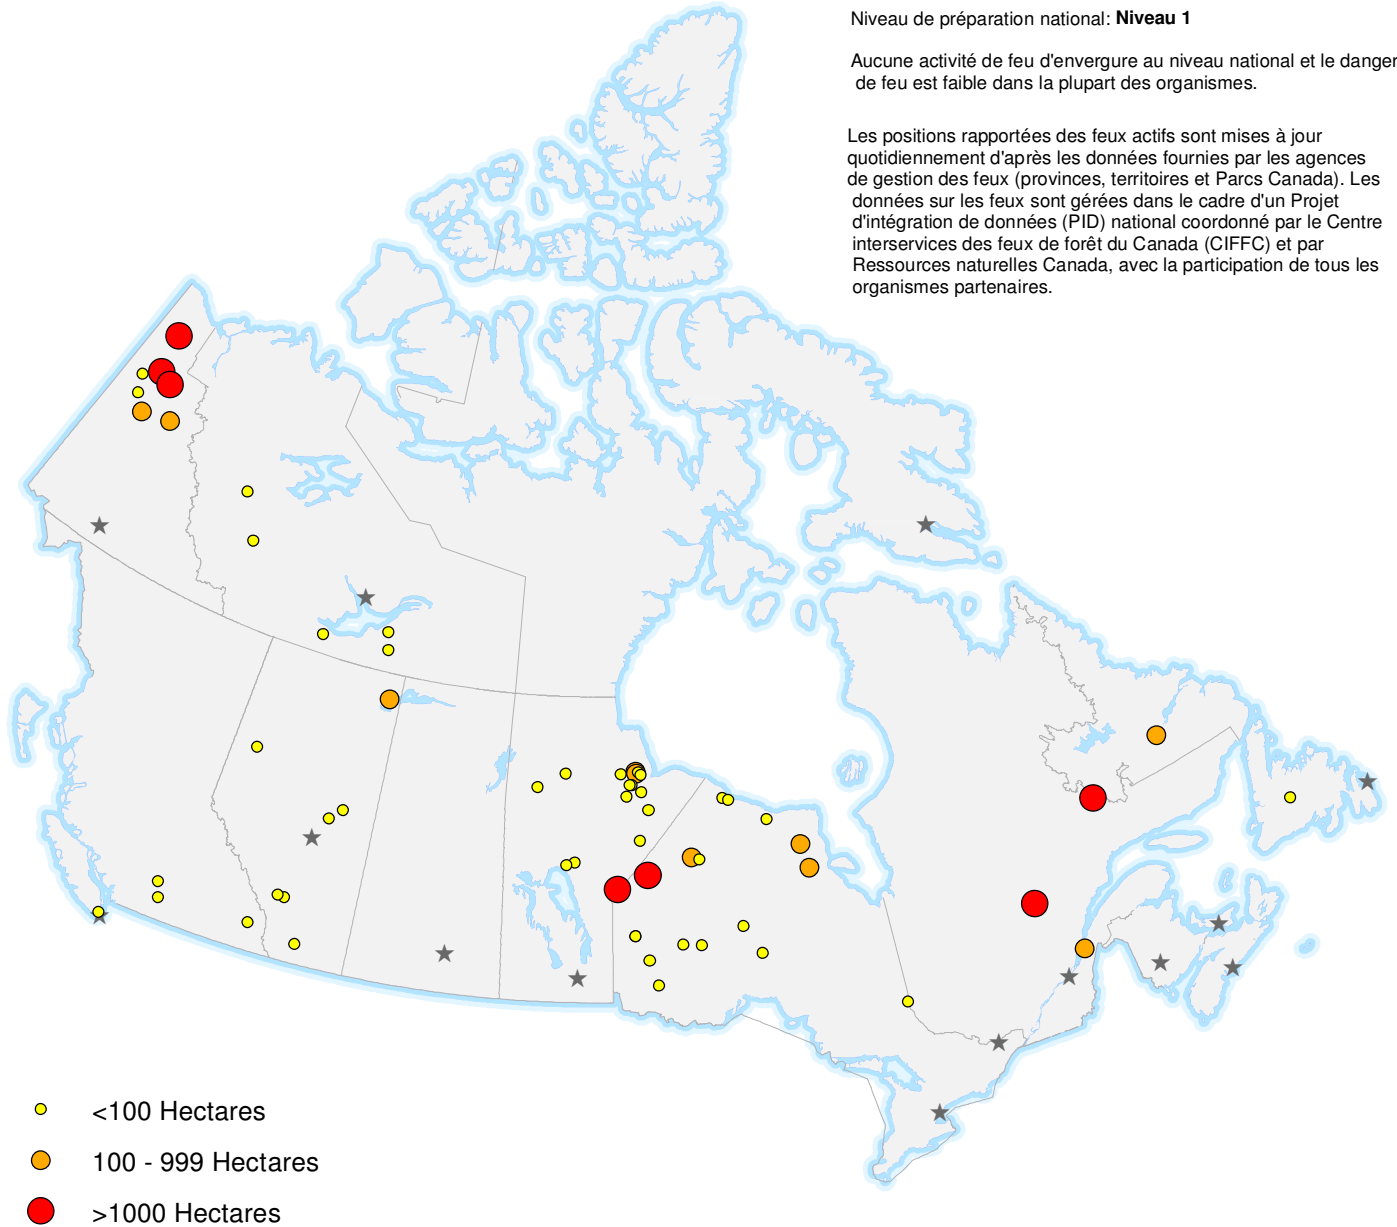 Niveau de préparation national: Niveau 1
Aucune activité de feu d'envergure au niveau national et le danger
de feu est faible dans la plupart des organismes.
Les positions rapportées des feux actifs sont mises à jour
quotidiennement d'après les données fournies par les agences
de gestion des feux (provinces, territoires et Parcs Canada). Les
données sur les feux sont gérées dans le cadre d'un Projet
d'intégration de données (PID) national coordonné par le Centre
interservices des feux de forêt du Canada (CIFFC) et par
Ressources naturelles Canada, avec la participation de tous les
organismes partenaires.
<100 Hectares
100 - 999 Hectares
>1000 Hectares